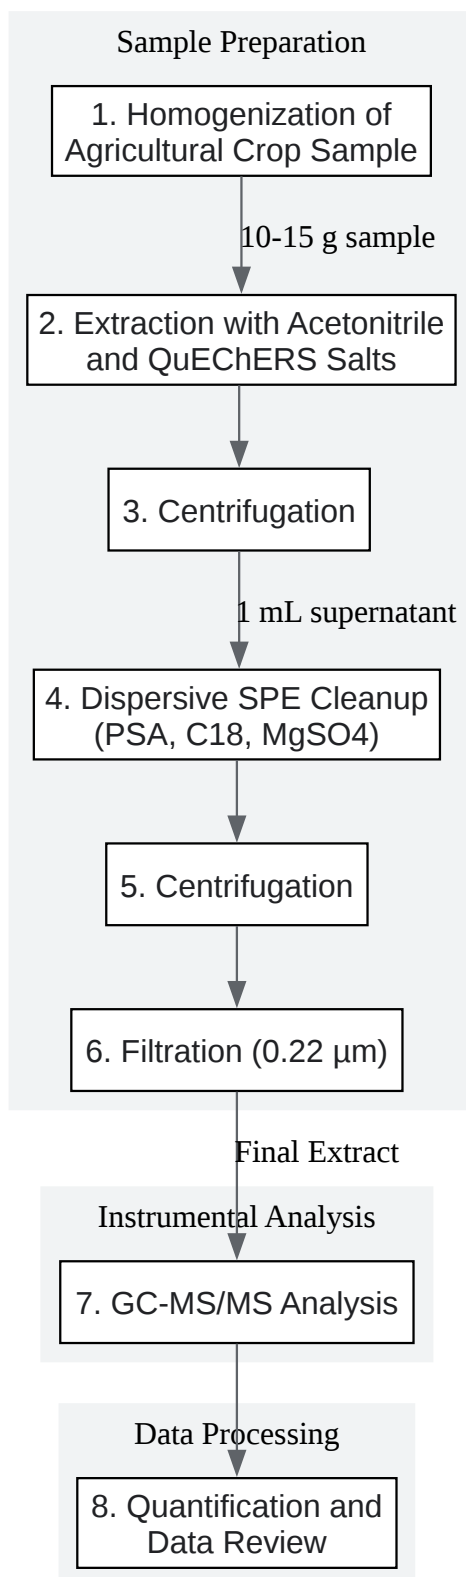 Sample Preparation
1. Homogenization of
Agricultural Crop Sample
10-15 g sample
2. Extraction with Acetonitrile
and QuEChERS Salts
3. Centrifugation
1 mL supernatant
4. Dispersive SPE Cleanup
(PSA, C18, MgSO4)
5. Centrifugation
6. Filtration (0.22 µm)
Final Extract
Instrumental Analysis
7. GC-MS/MS Analysis
Data Processing
8. Quantification and
Data Review